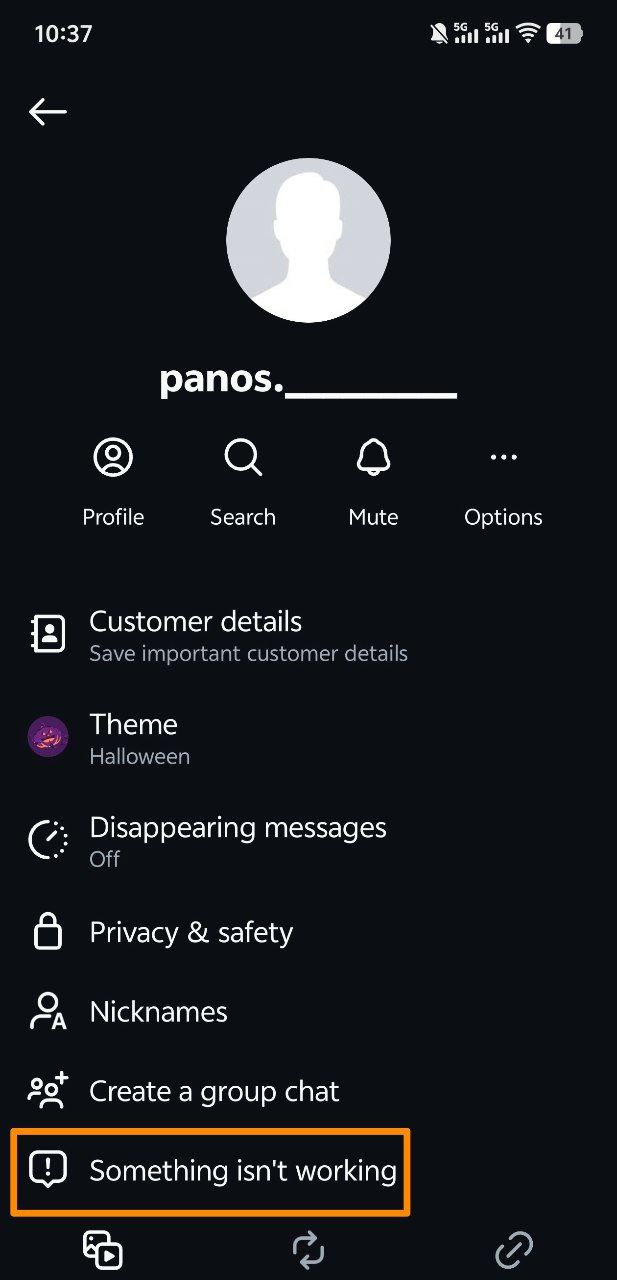 10:37
5G 5G 41
panos.________
Profile Search Mute Options
Customer details
Save important customer details
Theme
Halloween
Disappearing messages
Off
Privacy & safety
Nicknames
A
Create a group chat
Something isn't working